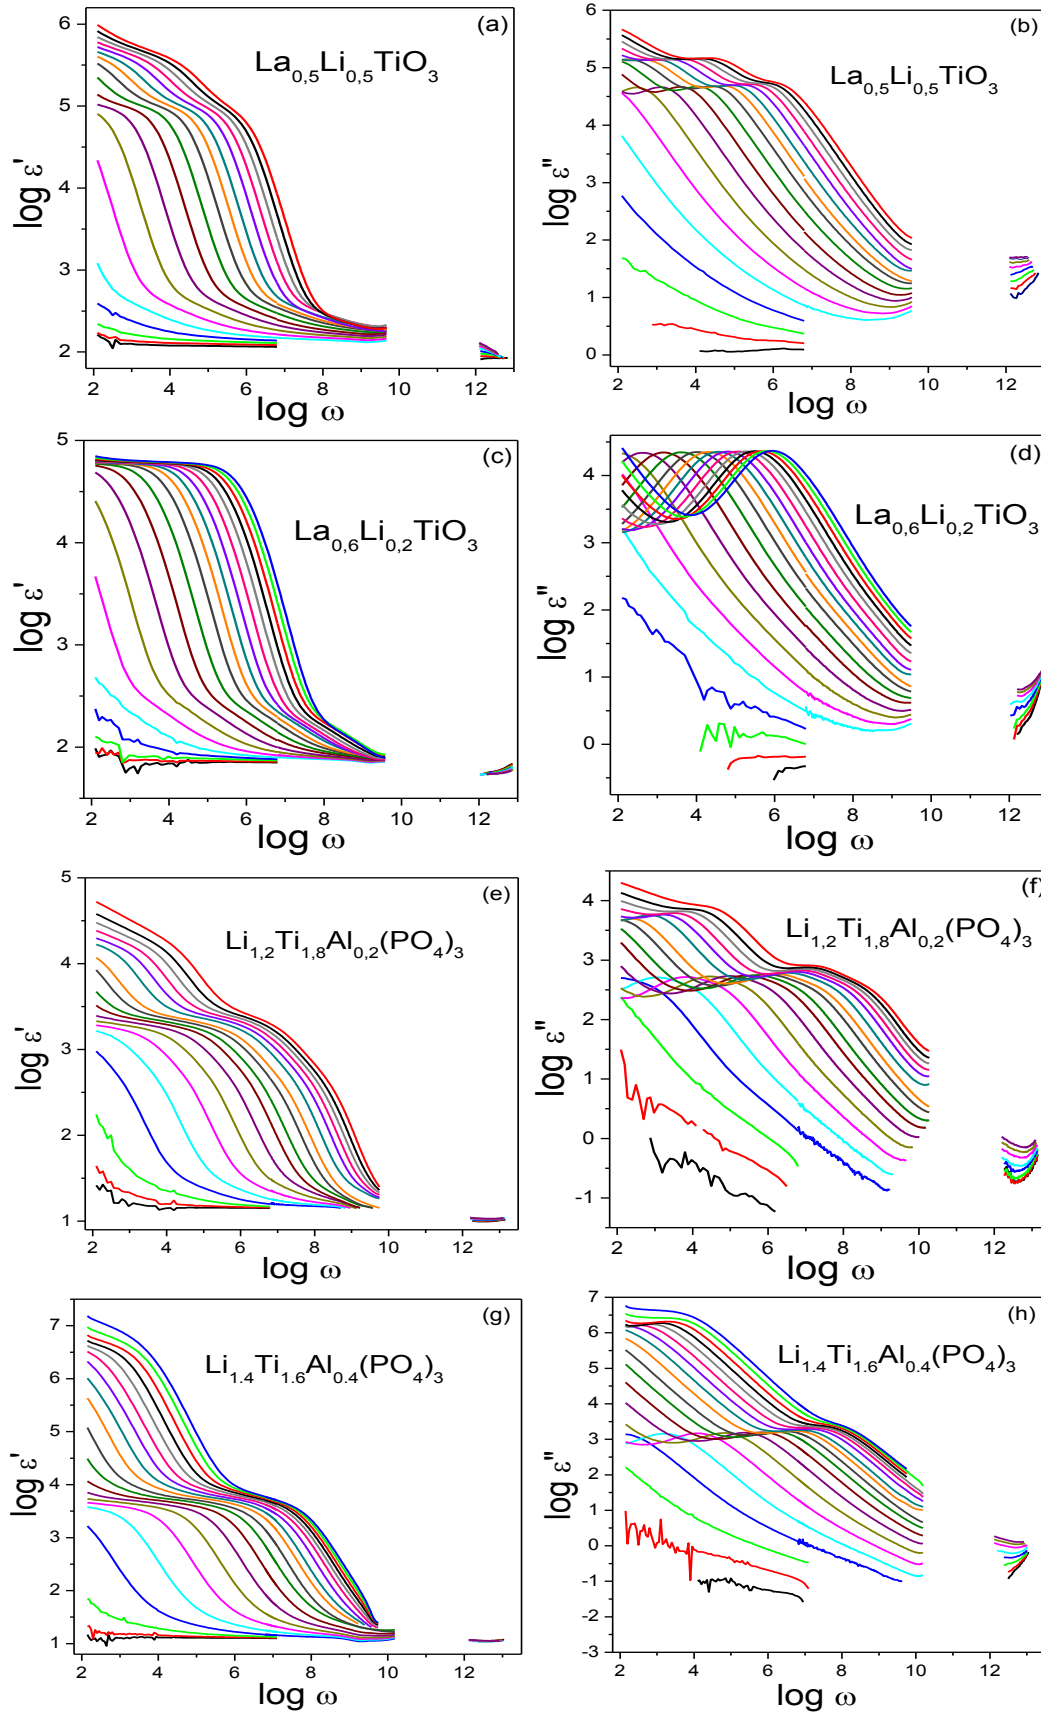 (a)
La0,5Li0,5TiO3
log ε'
6
5
4
3
2
2 4 6 8 10 12
log ω
(b)
La0,5Li0,5TiO3
log ε"
5
4
3
2
1
0
2 4 6 8 10 12
log ω
(c)
La0,6Li0,2TiO3
log ε'
5
4
3
2
2 4 6 8 10 12
log ω
(d)
La0,6Li0,2TiO3
log ε"
4
3
2
1
0
2 4 6 8 10 12
log ω
(e)
Li1,2Ti1,8Al0,2(PO4)3
log ε'
5
4
3
2
1
2 4 6 8 10 12
log ω
(f)
Li1,2Ti1,8Al0,2(PO4)3
log ε"
4
3
2
1
0
-1
2 4 6 8 10 12
log ω
(g)
Li1.4Ti1.6Al0.4(PO4)3
log ε'
7
6
5
4
3
2
1
2 4 6 8 10 12
log ω
(h)
Li1.4Ti1.6Al0.4(PO4)3
log ε"
7
6
5
4
3
2
1
0
-1
-2
-3
2 4 6 8 10 12
log ω